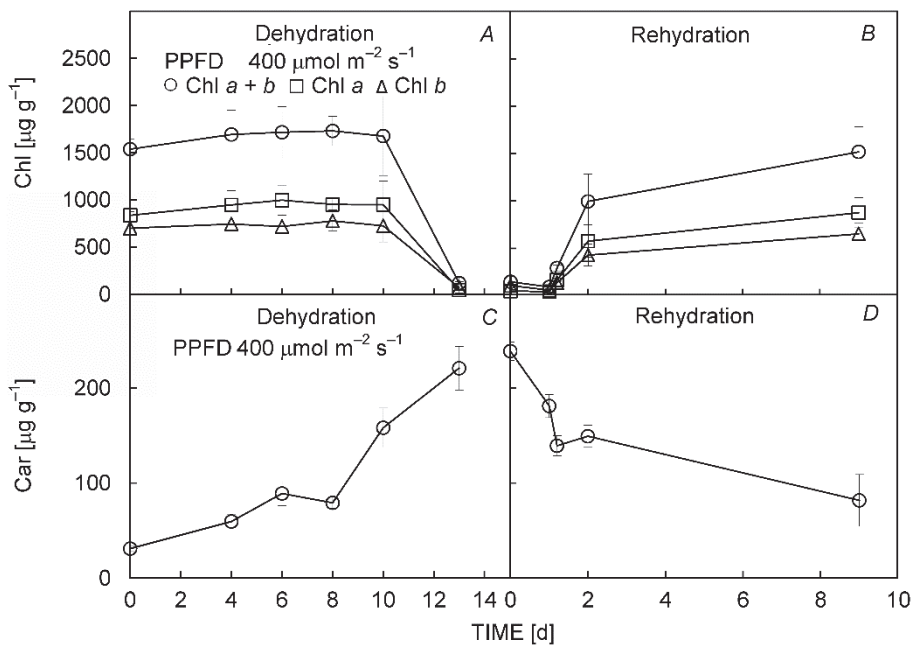 Dehydration A
PPFD 400 μmol m⁻² s⁻¹
Chl a + b Chl a Chl b
Rehydration B
Chl [μg g⁻¹]
2500
2000
1500
1000
500
0
Dehydration C
PPFD 400 μmol m⁻² s⁻¹
Rehydration D
Car [μg g⁻¹]
200
100
0
0 2 4 6 8 10 12 14 0 2 4 6 8 10
TIME [d]